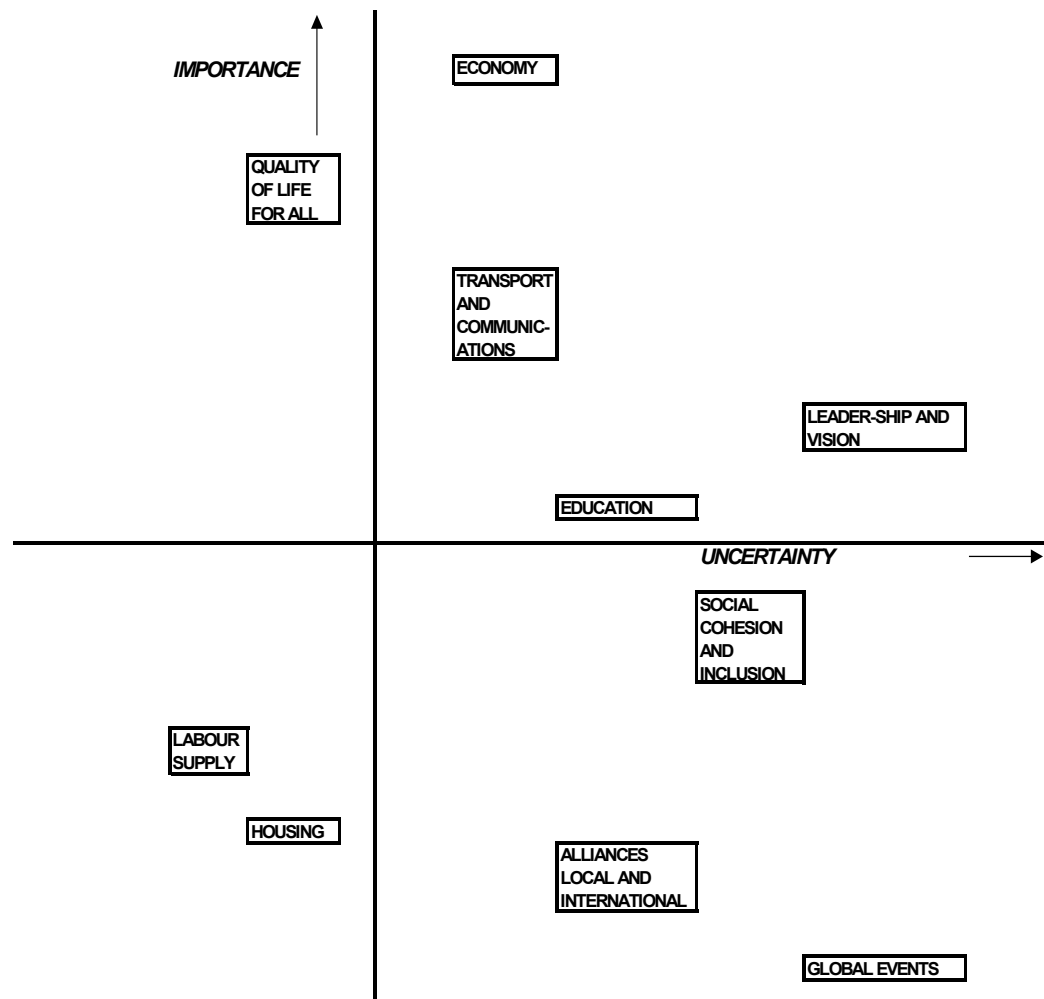 IMPORTANCE
ECONOMY
QUALITY
OF LIFE
FOR ALL
TRANSPORT
AND
COMMUNIC-
ATIONS
LEADER-SHIP AND
VISION
EDUCATION
UNCERTAINTY
SOCIAL
COHESION
AND
INCLUSION
LABOUR
SUPPLY
HOUSING
ALLIANCES
LOCAL AND
INTERNATIONAL
GLOBAL EVENTS